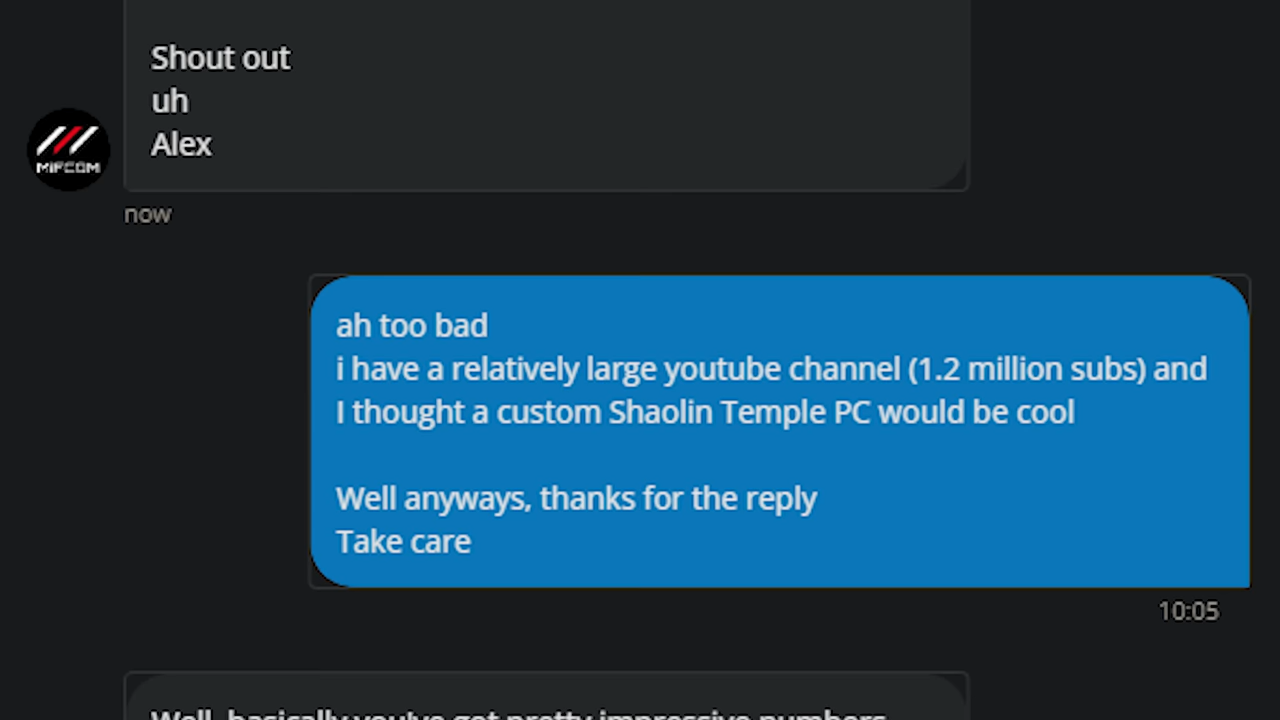 Shout out
uh
Alex
MIFCOM
now
ah too bad
i have a relatively large youtube channel (1.2 million subs) and
I thought a custom Shaolin Temple PC would be cool
Well anyways, thanks for the reply
Take care
10:05
Well, basically you've got pretty impressive numbers